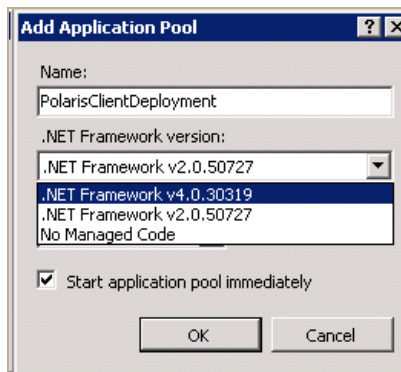 Add Application Pool
Name:
PolarisClientDeployment
.NET Framework version:
.NET Framework v2.0.50727
.NET Framework v4.0.30319
.NET Framework v2.0.50727
No Managed Code
Start application pool immediately
OK Cancel